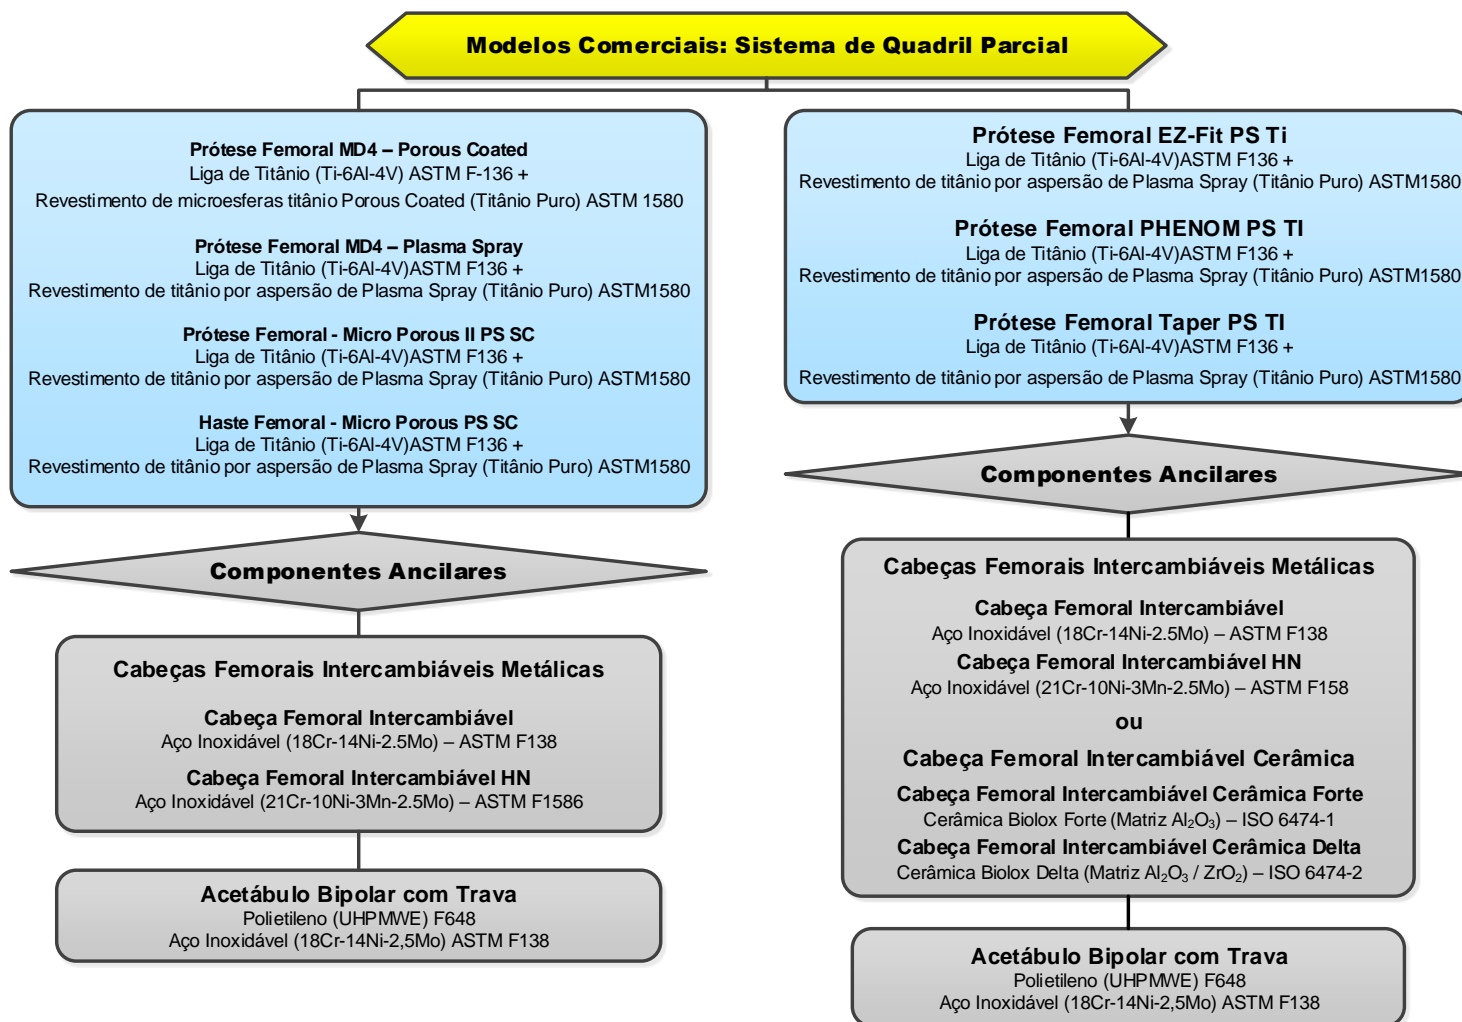 Modelos Comerciais: Sistema de Quadril Parcial
Prótese Femoral MD4 – Porous Coated
Liga de Titânio (Ti-6Al-4V) ASTM F-136 +
Revestimento de microesferas titânio Porous Coated (Titânio Puro) ASTM 1580
Prótese Femoral MD4 – Plasma Spray
Liga de Titânio (Ti-6Al-4V)ASTM F136 +
Revestimento de titânio por aspersão de Plasma Spray (Titânio Puro) ASTM1580
Prótese Femoral - Micro Porous II PS SC
Liga de Titânio (Ti-6Al-4V)ASTM F136 +
Revestimento de titânio por aspersão de Plasma Spray (Titânio Puro) ASTM1580
Haste Femoral - Micro Porous PS SC
Liga de Titânio (Ti-6Al-4V)ASTM F136 +
Revestimento de titânio por aspersão de Plasma Spray (Titânio Puro) ASTM1580
Componentes Ancilares
Cabeças Femorais Intercambiáveis Metálicas
Cabeça Femoral Intercambiável
Aço Inoxidável (18Cr-14Ni-2.5Mo) – ASTM F138
Cabeça Femoral Intercambiável HN
Aço Inoxidável (21Cr-10Ni-3Mn-2.5Mo) – ASTM F1586
Acetábulo Bipolar com Trava
Polietileno (UHPMWE) F648
Aço Inoxidável (18Cr-14Ni-2,5Mo) ASTM F138
Prótese Femoral EZ-Fit PS Ti
Liga de Titânio (Ti-6Al-4V)ASTM F136 +
Revestimento de titânio por aspersão de Plasma Spray (Titânio Puro) ASTM1580
Prótese Femoral PHENOM PS TI
Liga de Titânio (Ti-6Al-4V)ASTM F136 +
Revestimento de titânio por aspersão de Plasma Spray (Titânio Puro) ASTM1580
Prótese Femoral Taper PS TI
Liga de Titânio (Ti-6Al-4V)ASTM F136 +
Revestimento de titânio por aspersão de Plasma Spray (Titânio Puro) ASTM1580
Componentes Ancilares
Cabeças Femorais Intercambiáveis Metálicas
Cabeça Femoral Intercambiável
Aço Inoxidável (18Cr-14Ni-2.5Mo) – ASTM F138
Cabeça Femoral Intercambiável HN
Aço Inoxidável (21Cr-10Ni-3Mn-2.5Mo) – ASTM F158
ou
Cabeça Femoral Intercambiável Cerâmica
Cabeça Femoral Intercambiável Cerâmica Forte
Cerâmica Biolox Forte (Matriz Al₂O₃) – ISO 6474-1
Cabeça Femoral Intercambiável Cerâmica Delta
Cerâmica Biolox Delta (Matriz Al₂O₃ / ZrO₂) – ISO 6474-2
Acetábulo Bipolar com Trava
Polietileno (UHPMWE) F648
Aço Inoxidável (18Cr-14Ni-2,5Mo) ASTM F138